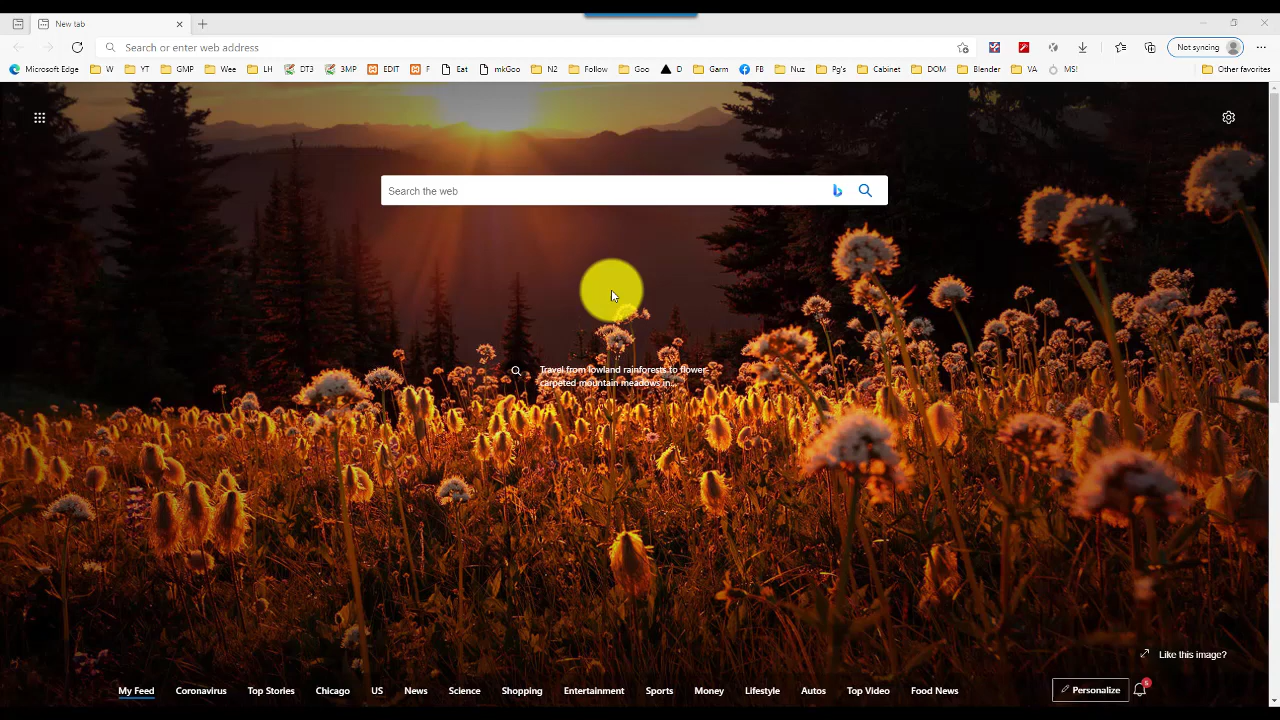 New tab
Search or enter web address
Not syncing
Microsoft Edge W YT GMP Wee LH DT3 3MP EDIT F Eat mkGoo N2 Follow Goo D Garm FB Nuz Pg's Cabinet DOM Blender VA MS! Other favorites
Search the web
Travel from lowland rainforests to flower-
carpeted mountain meadows in...
Like this image?
My Feed Coronavirus Top Stories Chicago US News Science Shopping Entertainment Sports Money Lifestyle Autos Top Video Food News Personalize 5